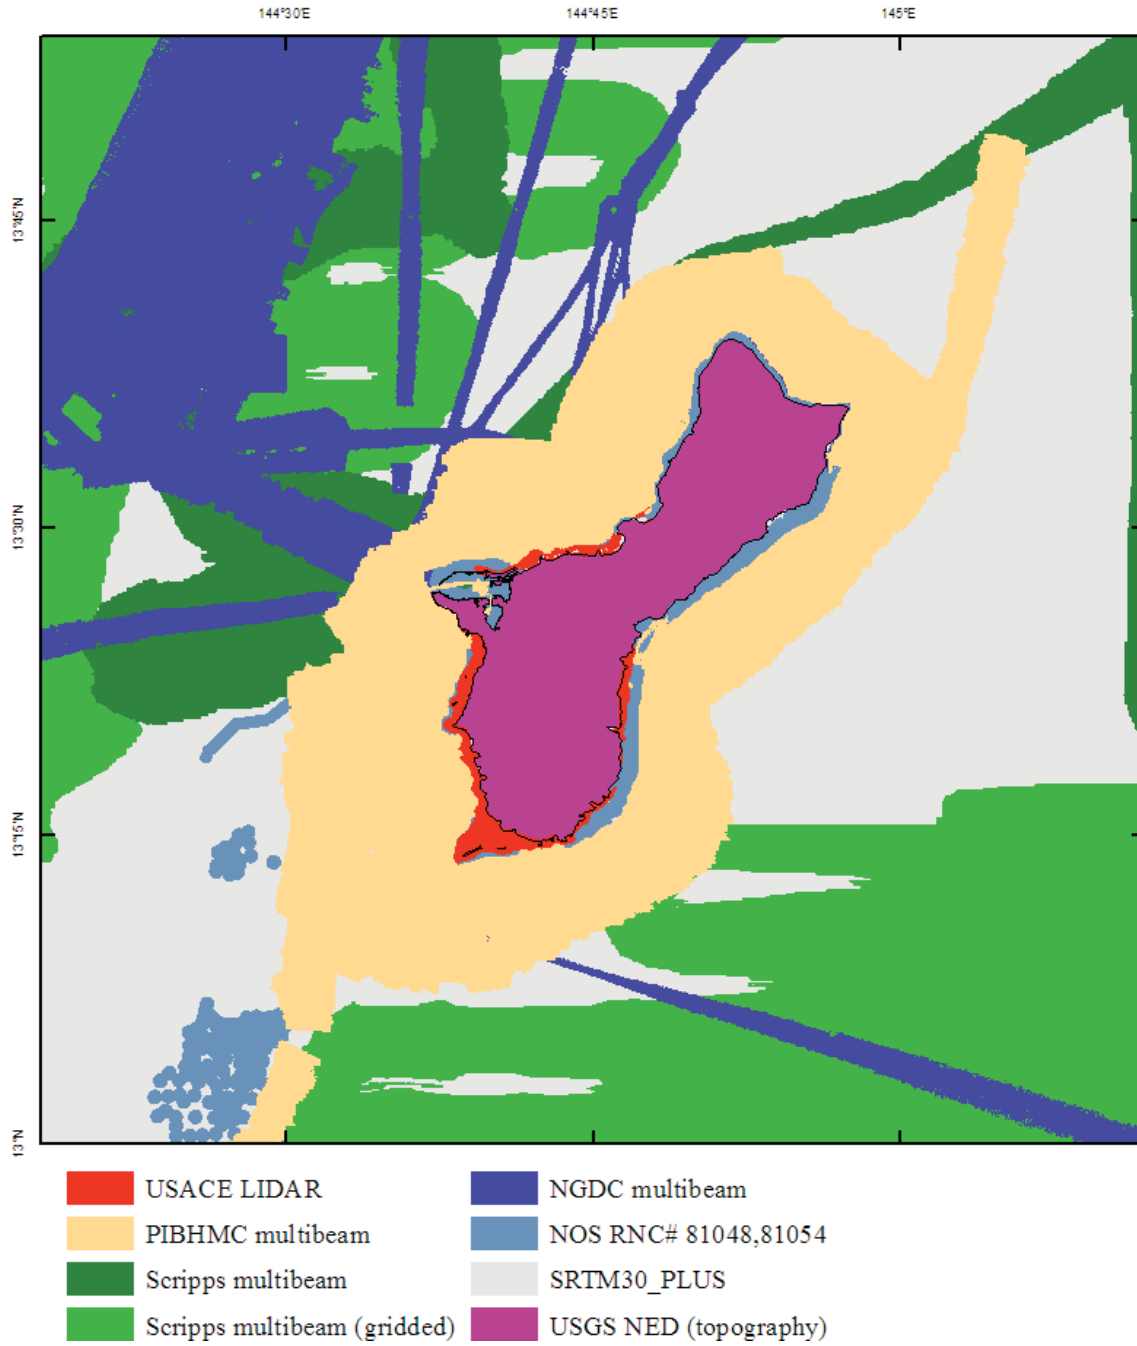 144°30'E 144°45'E 145°E
13°45'N
13°30'N
13°15'N
13°N
USACE LIDAR
PIBHMC multibeam
Scripps multibeam
Scripps multibeam (gridded)
NGDC multibeam
NOS RNC# 81048,81054
SRTM30_PLUS
USGS NED (topography)